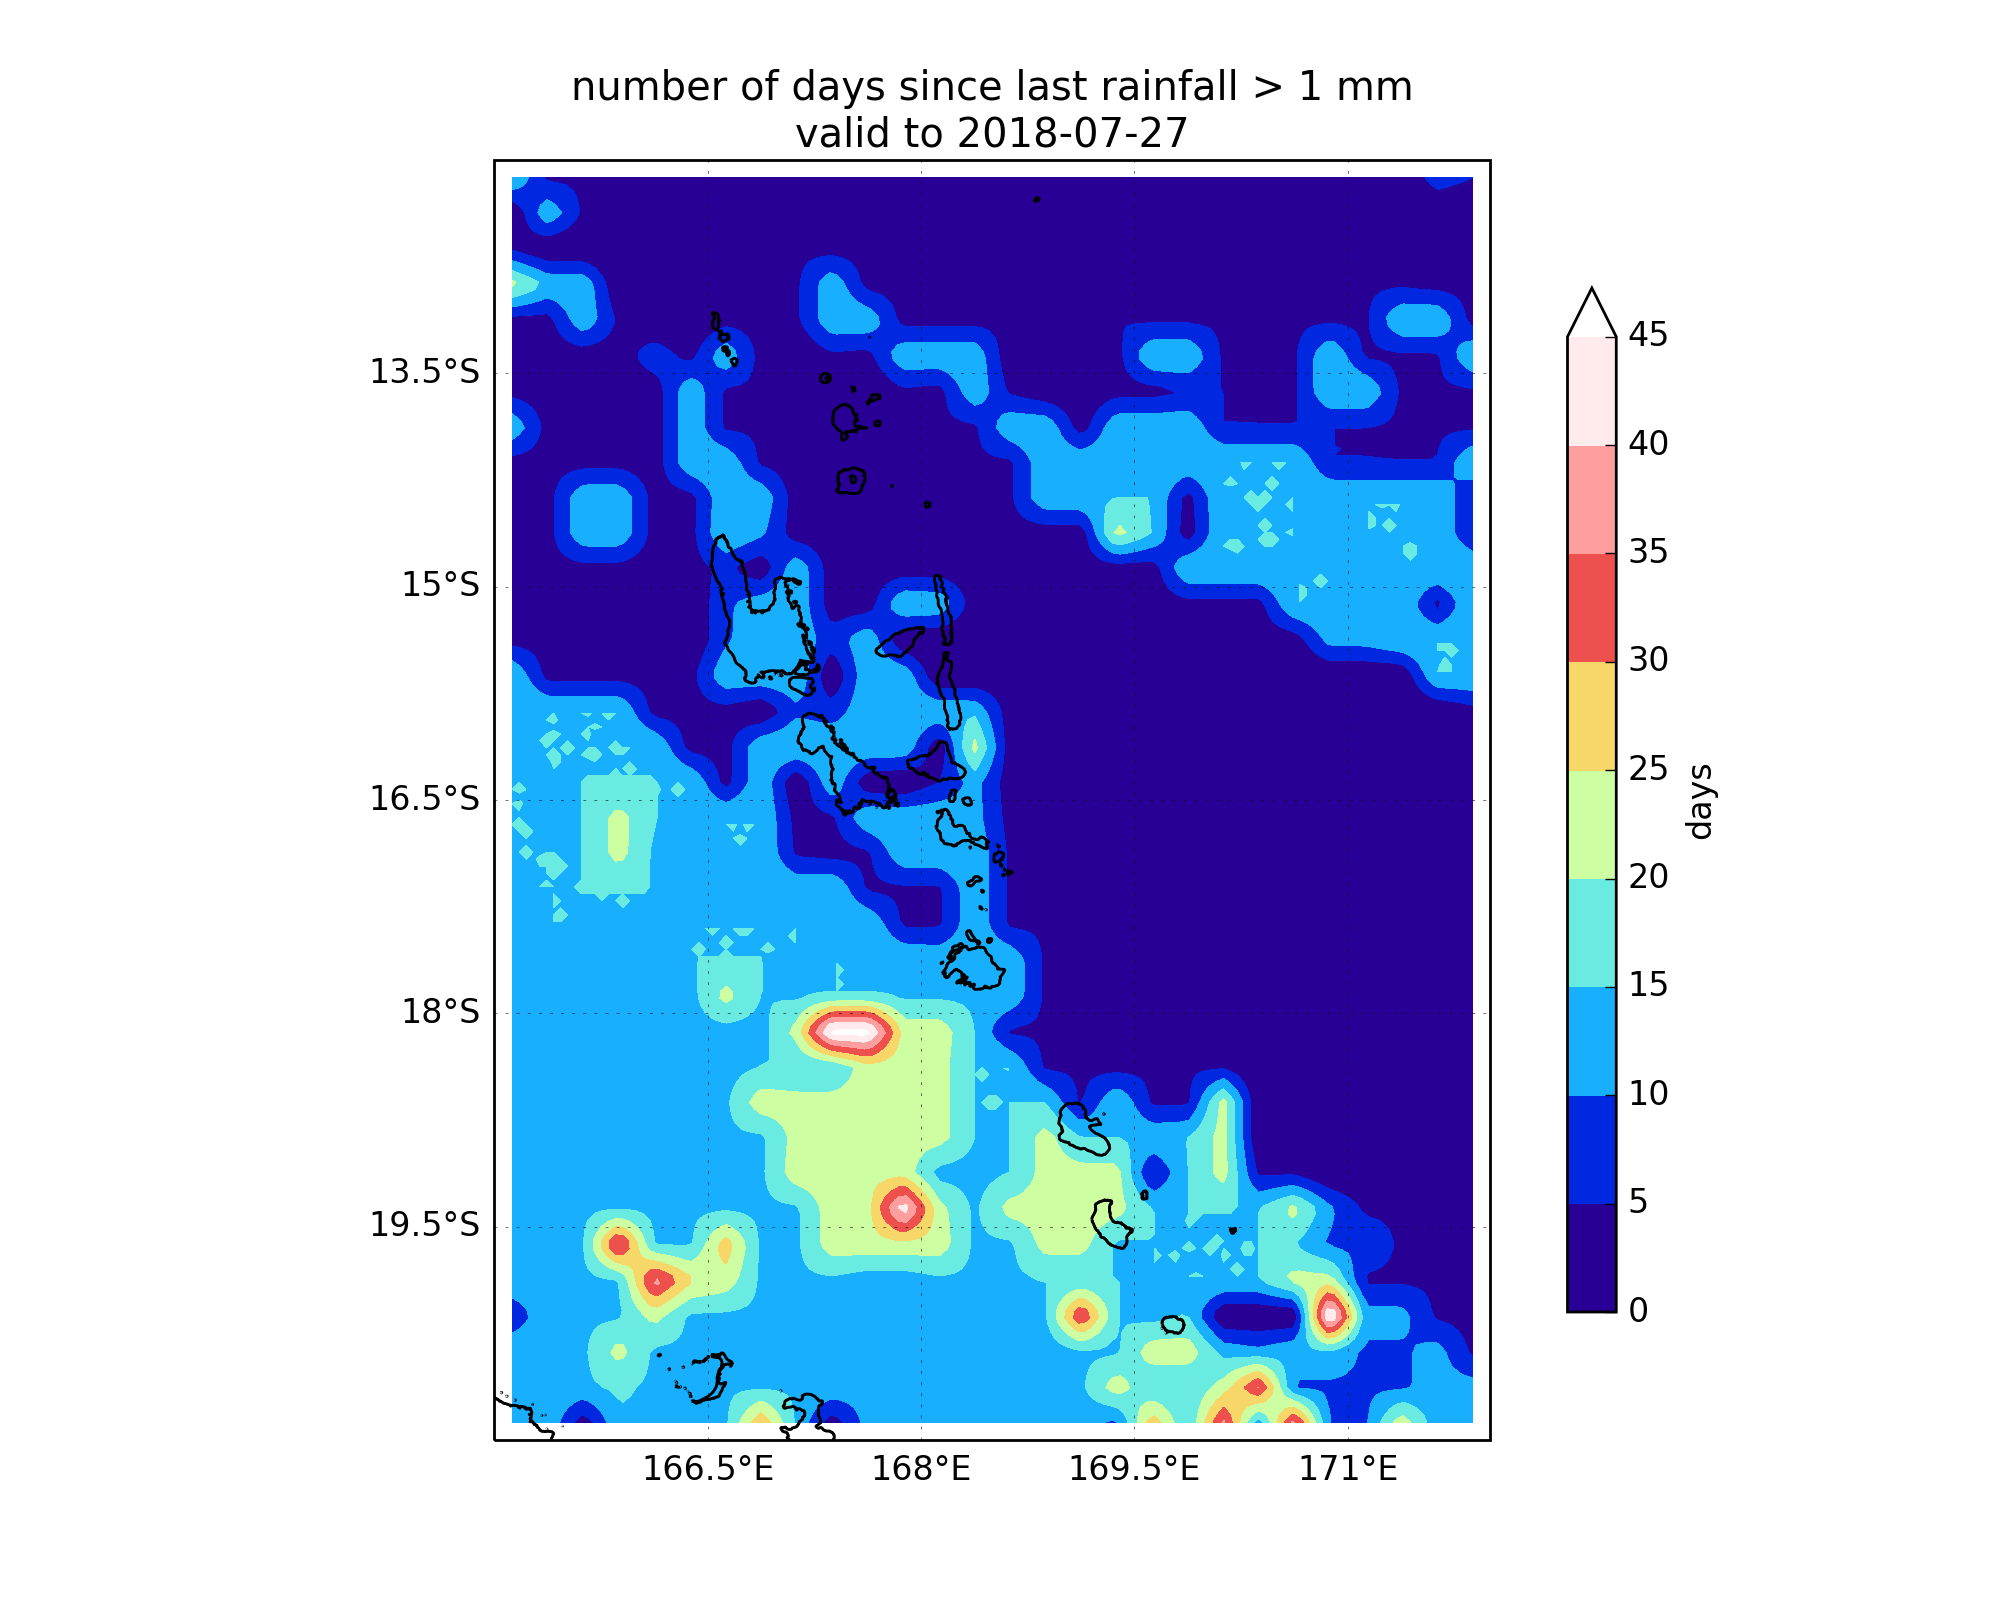 number of days since last rainfall > 1 mm
valid to 2018-07-27
13.5°S
15°S
16.5°S
18°S
19.5°S
166.5°E
168°E
169.5°E
171°E
45
40
35
30
25
20
15
10
5
0
days